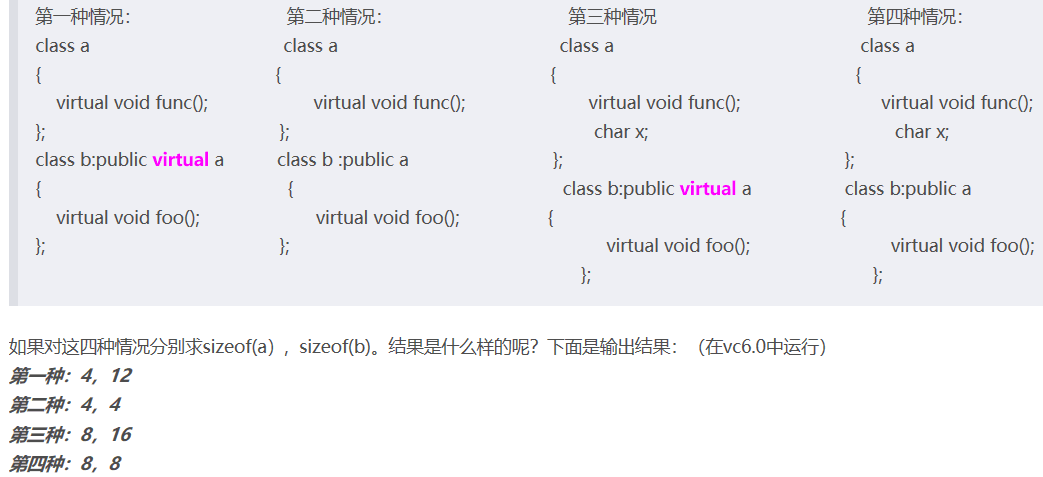 第一种情况： 第二种情况： 第三种情况 第四种情况：
class a class a class a class a
{ { { {
virtual void func(); virtual void func(); virtual void func(); virtual void func();
}; }; char x; char x;
class b:public virtual a class b :public a }; };
{ { class b:public virtual a class b:public a
virtual void foo(); virtual void foo(); { {
}; }; virtual void foo(); virtual void foo();
}; };
如果对这四种情况分别求sizeof(a)，sizeof(b)。结果是什么样的呢？下面是输出结果：（在vc6.0中运行）
第一种：4，12
第二种：4，4
第三种：8，16
第四种：8，8